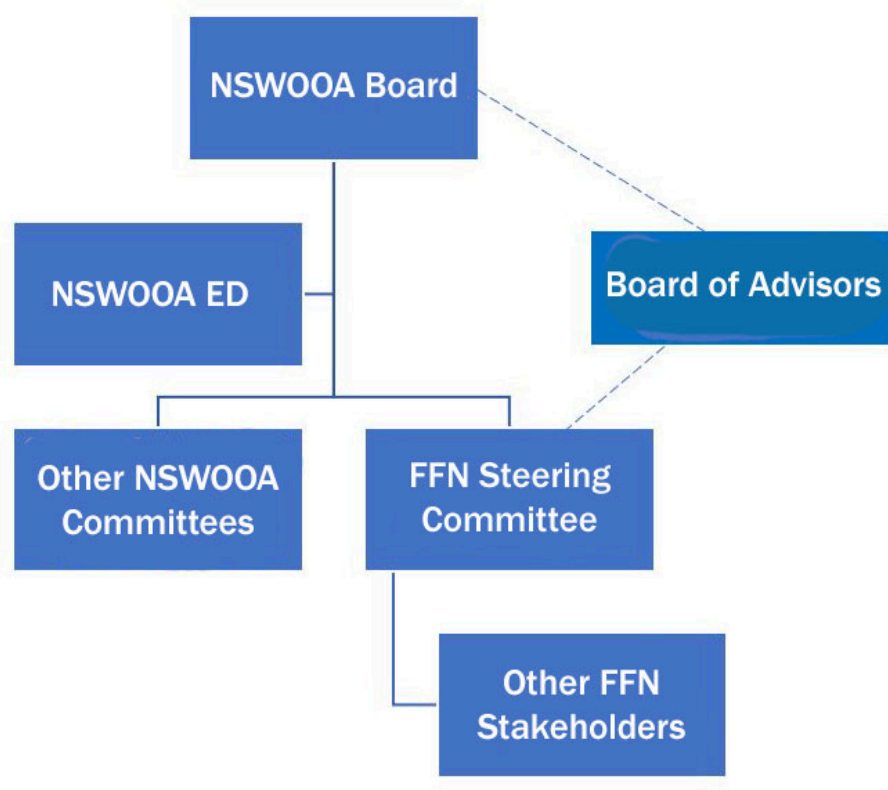 NSWOOA Board
NSWOOA ED
Board of Advisors
Other NSWOOA
Committees
FFN Steering
Committee
Other FFN
Stakeholders